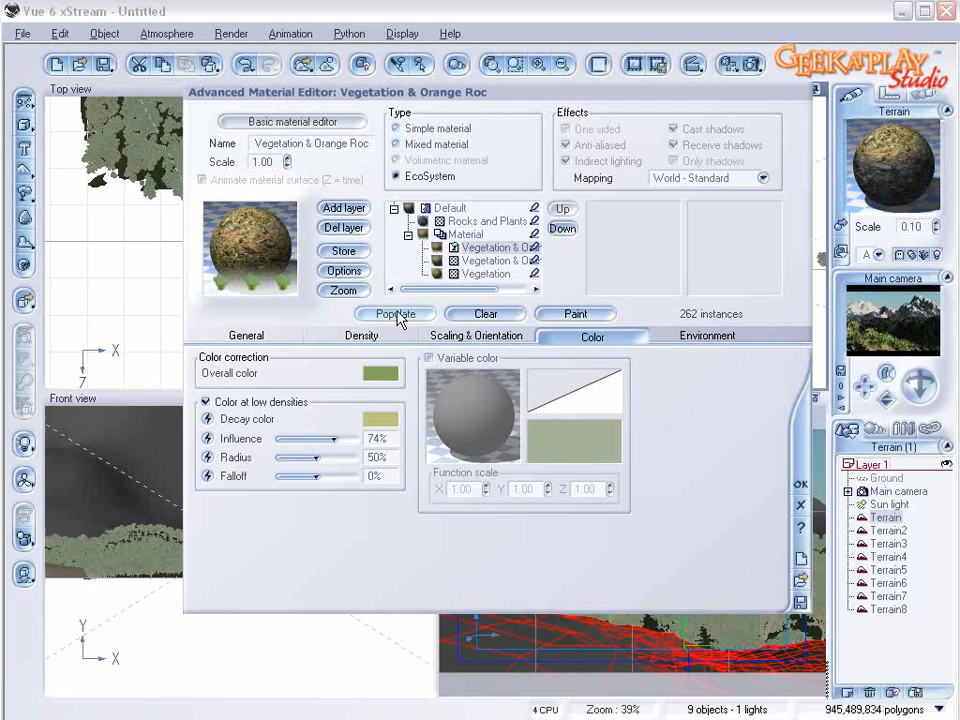 Vue 6 xStream - Untitled
File Edit Object Atmosphere Render Animation Python Display Help
GEEKATPLAY Studio
Top view
Advanced Material Editor: Vegetation & Orange Roc
Basic material editor
Name Vegetation & Orange Roc
Scale 1.00
Animate material surface (Z = time)
Type
Simple material
Mixed material
Volumetric material
EcoSystem
Effects
One sided
Anti-aliased
Indirect lighting
Cast shadows
Receive shadows
Only shadows
Mapping World - Standard
Add layer
Del layer
Store
Options
Zoom
Default
Rocks and Plants
Material
Vegetation & O
Vegetation & O
Vegetation
Up
Down
Populate Clear Paint 262 instances
General Density Scaling & Orientation Color Environment
Color correction
Overall color
Color at low densities
Decay color
Influence 74%
Radius 50%
Falloff 0%
Variable color
Function scale
X 1.00 Y 1.00 Z 1.00
OK
X
Z
Front view
Y
X
Terrain
Scale 0.10
A
Main camera
Terrain (1)
Layer 1
Ground
Main camera
Sun light
Terrain
Terrain2
Terrain3
Terrain4
Terrain5
Terrain6
Terrain7
Terrain8
4 CPU Zoom : 39% 9 objects - 1 lights 945,489,834 polygons